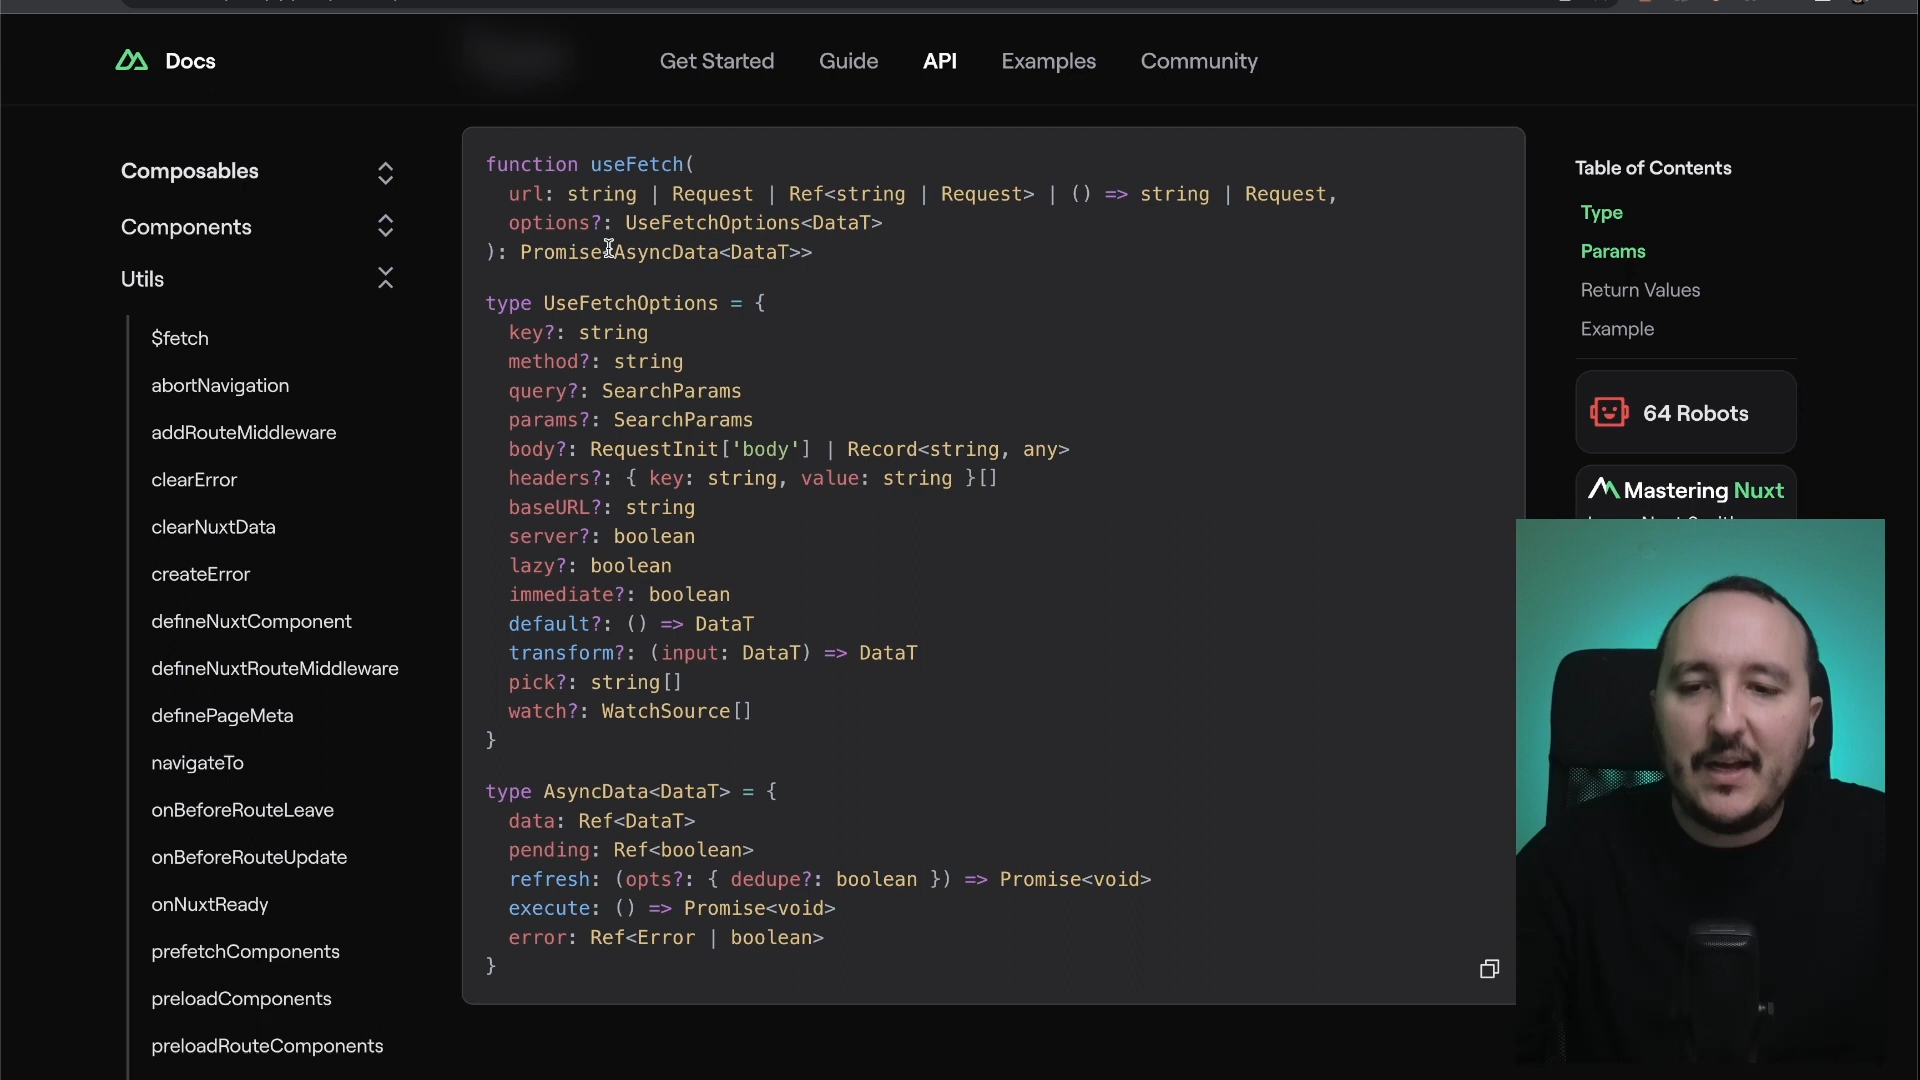 Docs
Get Started
Guide
API
Examples
Community
Composables
Components
Utils
$fetch
abortNavigation
addRouteMiddleware
clearError
clearNuxtData
createError
defineNuxtComponent
defineNuxtRouteMiddleware
definePageMeta
navigateTo
onBeforeRouteLeave
onBeforeRouteUpdate
onNuxtReady
prefetchComponents
preloadComponents
preloadRouteComponents
function useFetch(
url: string | Request | Ref<string | Request> | () => string | Request,
options?: UseFetchOptions<DataT>
): Promise<AsyncData<DataT>>
type UseFetchOptions = {
key?: string
method?: string
query?: SearchParams
params?: SearchParams
body?: RequestInit['body'] | Record<string, any>
headers?: { key: string, value: string }[]
baseURL?: string
server?: boolean
lazy?: boolean
immediate?: boolean
default?: () => DataT
transform?: (input: DataT) => DataT
pick?: string[]
watch?: WatchSource[]
}
type AsyncData<DataT> = {
data: Ref<DataT>
pending: Ref<boolean>
refresh: (opts?: { dedupe?: boolean }) => Promise<void>
execute: () => Promise<void>
error: Ref<Error | boolean>
}
Table of Contents
Type
Params
Return Values
Example
64 Robots
Mastering Nuxt